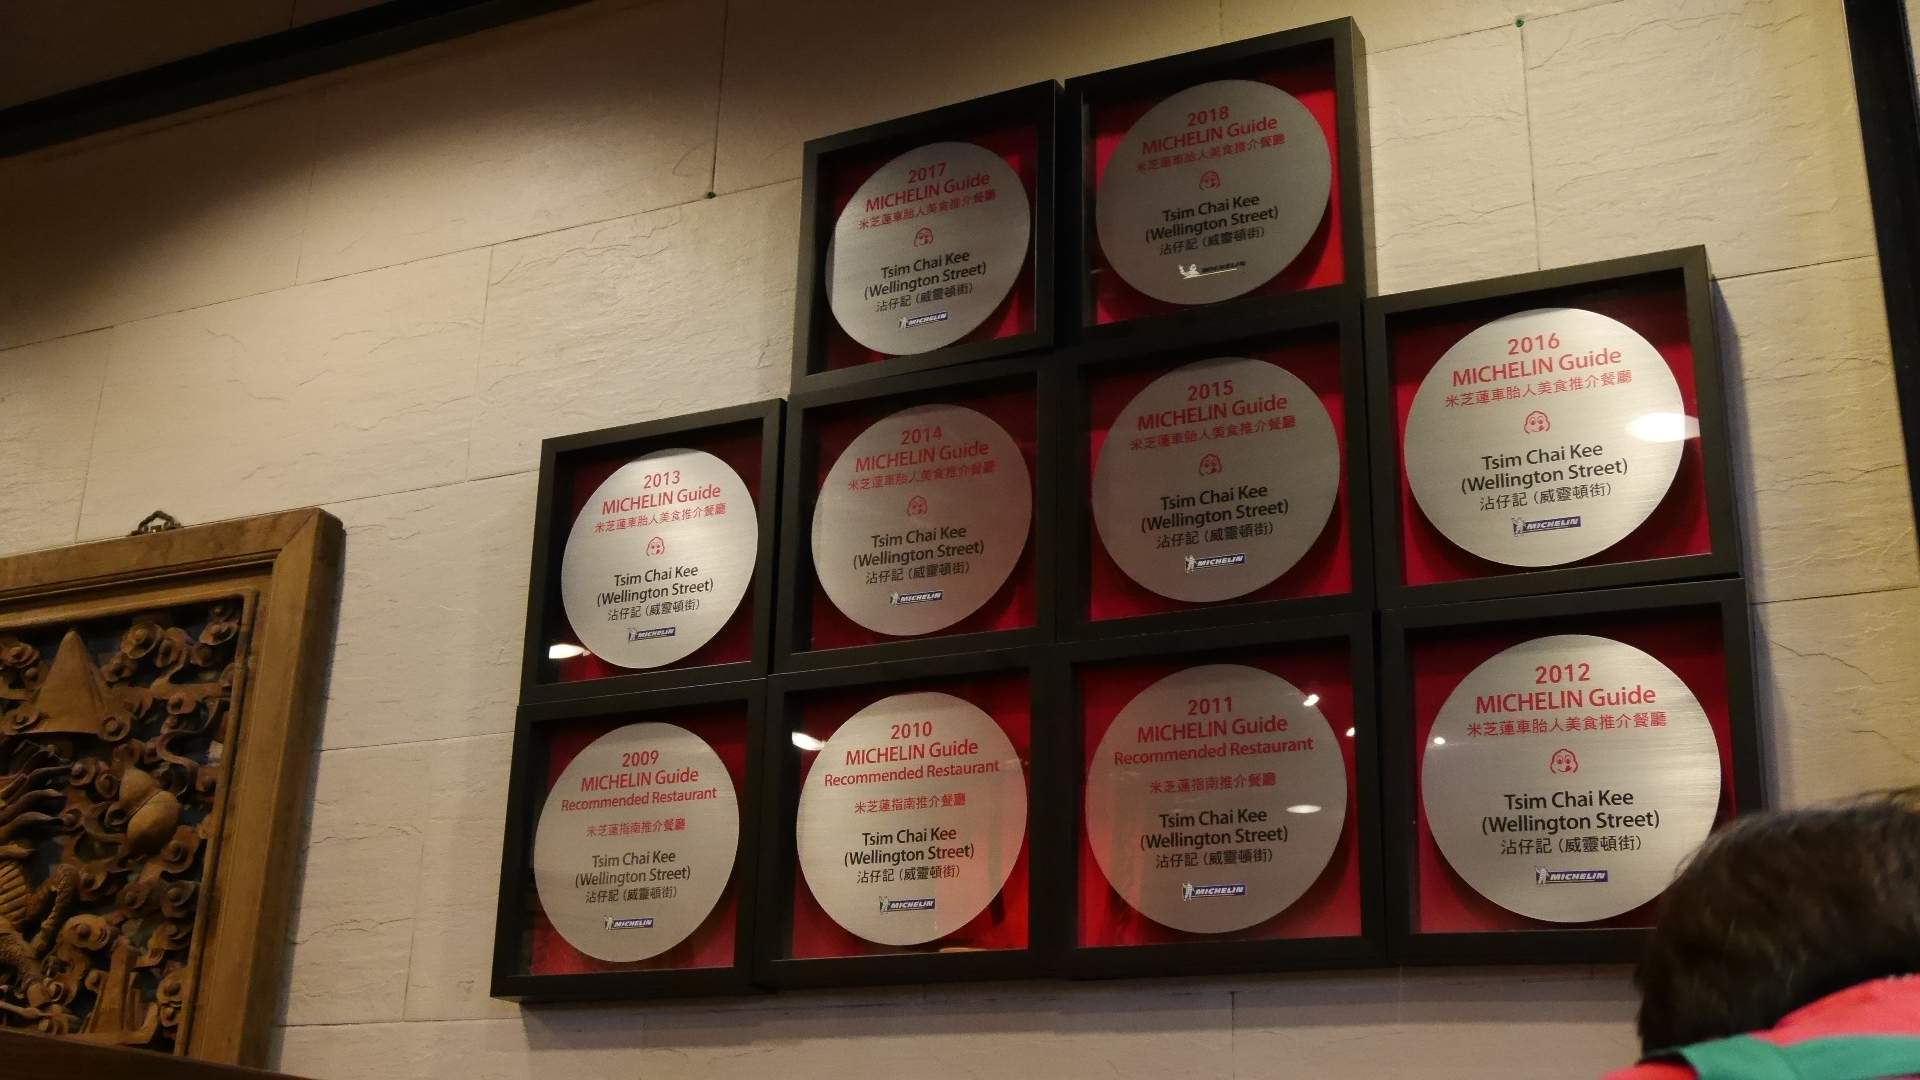 2017
MICHELIN Guide
米芝蓮車胎人美食推介餐廳
Tsim Chai Kee
(Wellington Street)
沾仔記 (威靈頓街)
MICHELIN
2018
MICHELIN Guide
米芝蓮車胎人美食推介餐廳
Tsim Chai Kee
(Wellington Street)
沾仔記 (威靈頓街)
MICHELIN
2013
MICHELIN Guide
米芝蓮車胎人美食推介餐廳
Tsim Chai Kee
(Wellington Street)
沾仔記 (威靈頓街)
MICHELIN
2014
MICHELIN Guide
米芝蓮車胎人美食推介餐廳
Tsim Chai Kee
(Wellington Street)
沾仔記 (威靈頓街)
MICHELIN
2015
MICHELIN Guide
米芝蓮車胎人美食推介餐廳
Tsim Chai Kee
(Wellington Street)
沾仔記 (威靈頓街)
MICHELIN
2016
MICHELIN Guide
米芝蓮車胎人美食推介餐廳
Tsim Chai Kee
(Wellington Street)
沾仔記 (威靈頓街)
MICHELIN
2009
MICHELIN Guide
Recommended Restaurant
米芝蓮指南推介餐廳
Tsim Chai Kee
(Wellington Street)
沾仔記 (威靈頓街)
MICHELIN
2010
MICHELIN Guide
Recommended Restaurant
米芝蓮指南推介餐廳
Tsim Chai Kee
(Wellington Street)
沾仔記 (威靈頓街)
MICHELIN
2011
MICHELIN Guide
Recommended Restaurant
米芝蓮指南推介餐廳
Tsim Chai Kee
(Wellington Street)
沾仔記 (威靈頓街)
MICHELIN
2012
MICHELIN Guide
米芝蓮車胎人美食推介餐廳
Tsim Chai Kee
(Wellington Street)
沾仔記 (威靈頓街)
MICHELIN